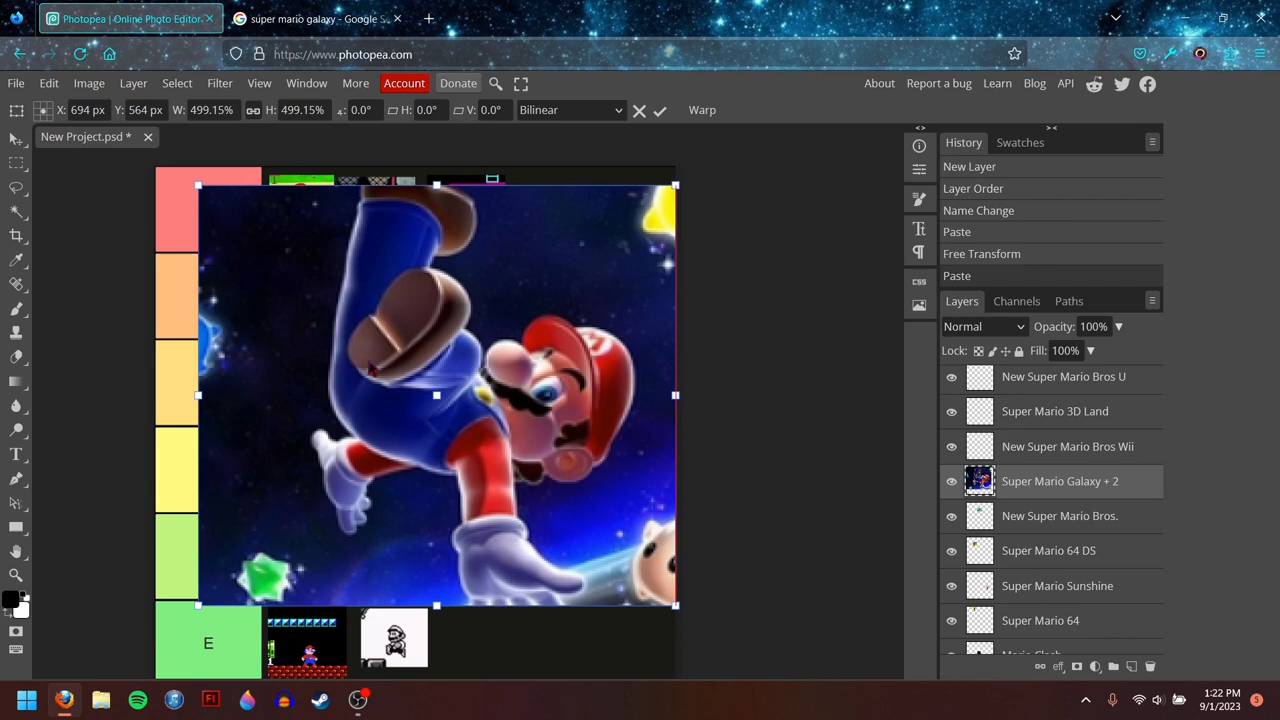 Photopea | Online Photo Editor
super mario galaxy - Google S
https://www.photopea.com
File Edit Image Layer Select Filter View Window More Account Donate About Report a bug Learn Blog API
X: 694 px Y: 564 px W: 499.15% H: 499.15% 0.0° H: 0.0° V: 0.0° Bilinear Warp
New Project.psd *
History Swatches
New Layer
Layer Order
Name Change
Paste
Free Transform
Paste
Layers Channels Paths
Normal Opacity: 100%
Lock: Fill: 100%
New Super Mario Bros U
Super Mario 3D Land
New Super Mario Bros Wii
Super Mario Galaxy + 2
New Super Mario Bros.
Super Mario 64 DS
Super Mario Sunshine
Super Mario 64
Mario Clash
CSS
E
1:22 PM
9/1/2023
5